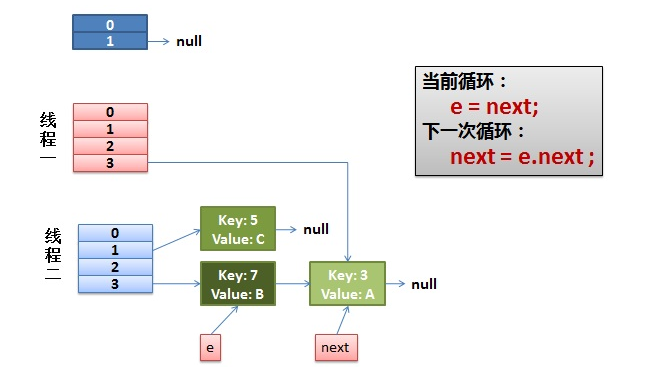 0
1
null
当前循环：
e = next;
下一次循环：
next = e.next ;
线程一
0
1
2
3
线程二
0
1
2
3
Key: 5
Value: C
null
Key: 7
Value: B
Key: 3
Value: A
null
e
next